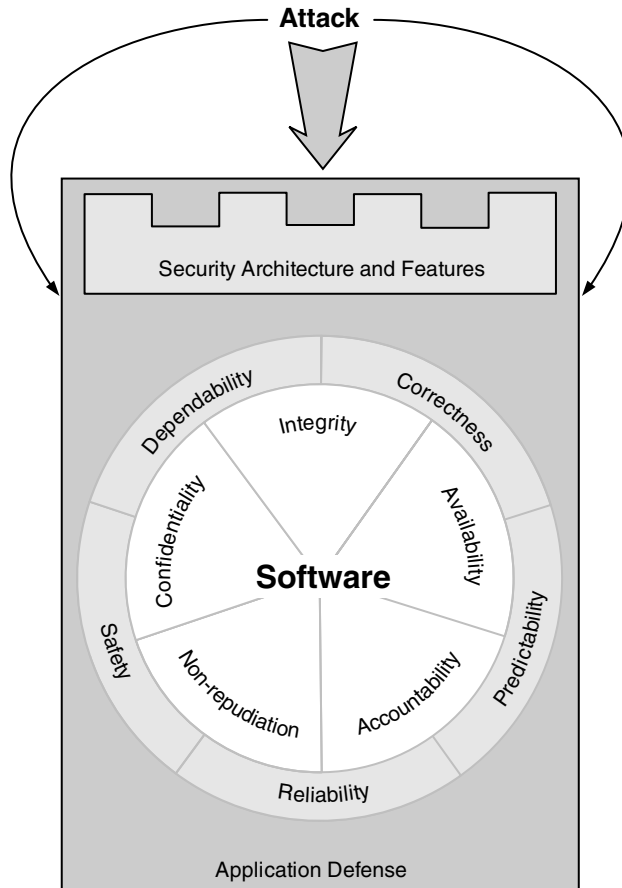 Attack
Security Architecture and Features
Dependability
Correctness
Integrity
Confidentiality
Availability
Software
Safety
Predictability
Non-repudiation
Accountability
Reliability
Application Defense